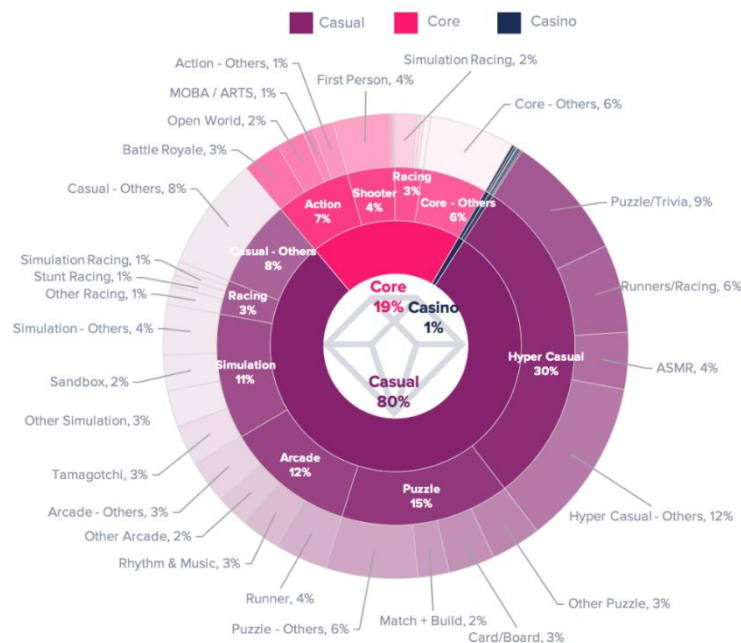 Casual
Core
Casino
Action - Others, 1%
MOBA / ARTS, 1%
Open World, 2%
Battle Royale, 3%
Casual - Others, 8%
Simulation Racing, 1%
Stunt Racing, 1%
Other Racing, 1%
Simulation - Others, 4%
Sandbox, 2%
Other Simulation, 3%
Tamagotchi, 3%
Arcade - Others, 3%
Other Arcade, 2%
Rhythm & Music, 3%
Runner, 4%
Puzzle - Others, 6%
Match + Build, 2%
Card/Board, 3%
Other Puzzle, 3%
Hyper Casual - Others, 12%
ASMR, 4%
Runners/Racing, 6%
Puzzle/Trivia, 9%
Core - Others, 6%
Simulation Racing, 2%
First Person, 4%
Action
7%
Shooter
4%
Racing
3%
Core - Others
6%
Casual - Others
8%
Racing
3%
Simulation
11%
Arcade
12%
Puzzle
15%
Hyper Casual
30%
Core
19%
Casino
1%
Casual
80%